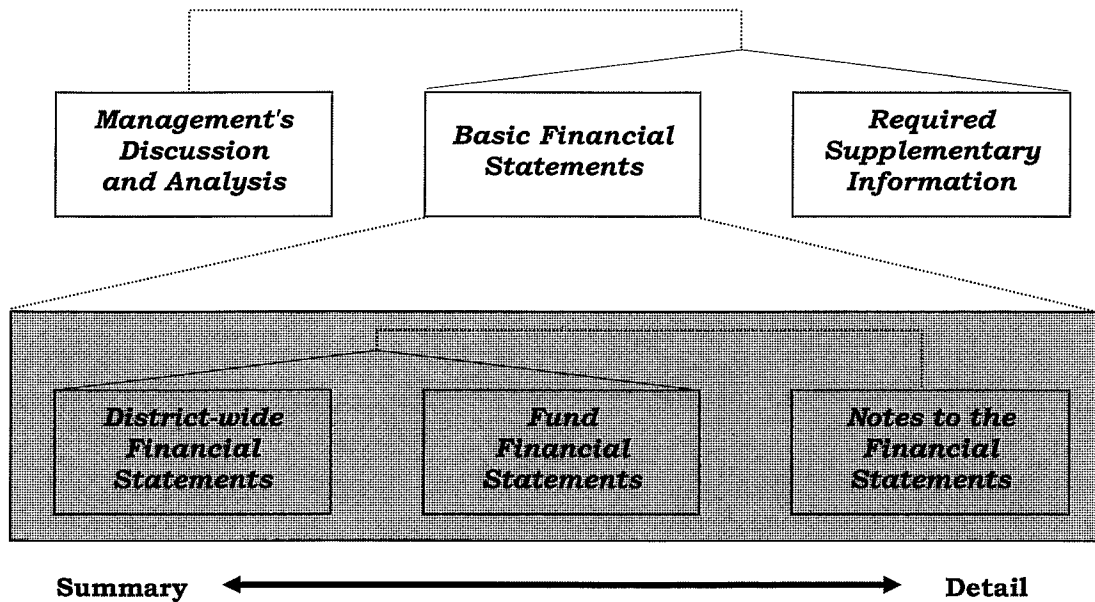 Management's
Discussion
and Analysis
Basic Financial
Statements
Required
Supplementary
Information
District-wide
Financial
Statements
Fund
Financial
Statements
Notes to the
Financial
Statements
Summary
Detail